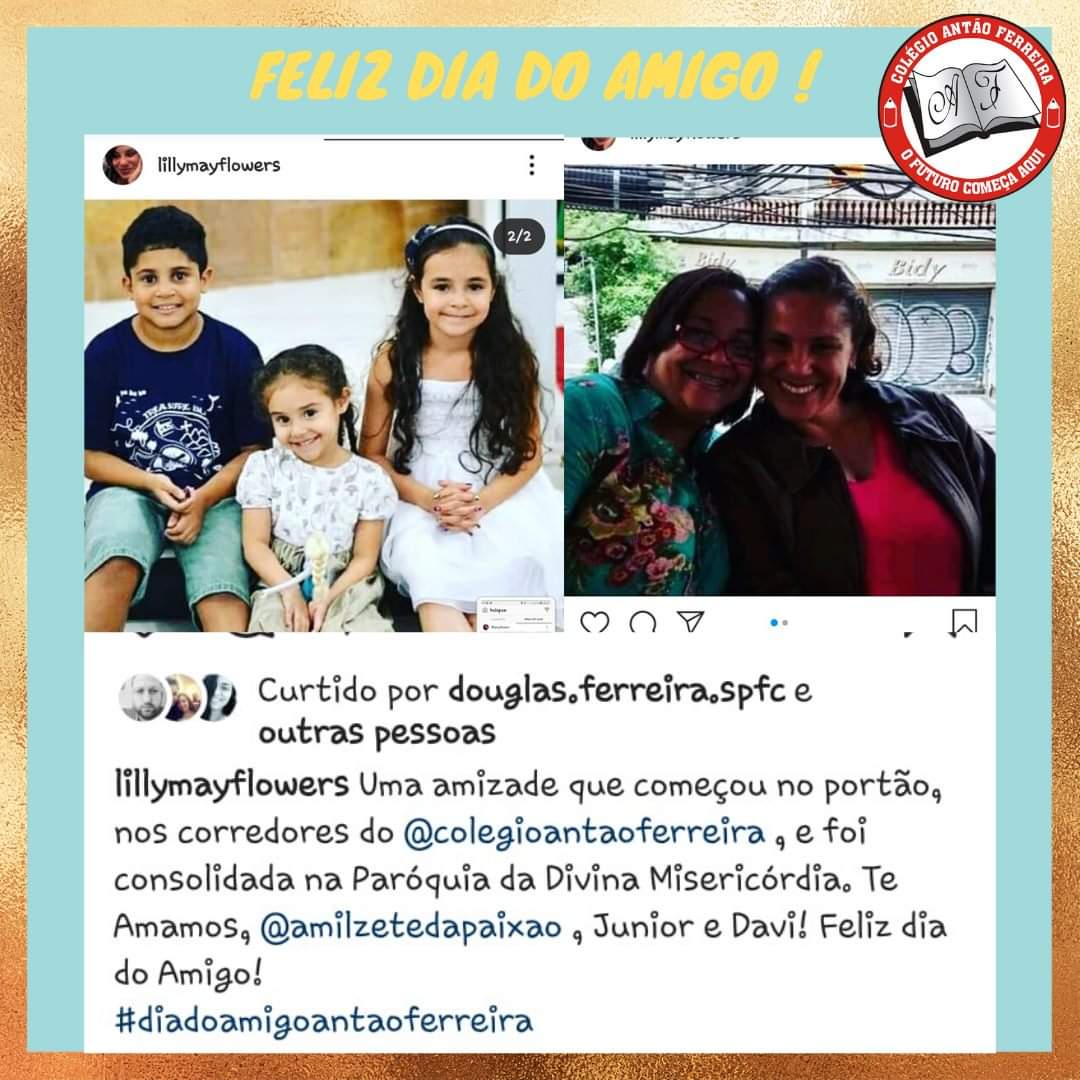 FELIZ DIA DO AMIGO !
COLÉGIO ANTÃO FERREIRA
AF
O FUTURO COMEÇA AQUI
lillymayflowers
2/2
Bidy
Bidy
Curtido por douglas.ferreira.spfc e
outras pessoas
lillymayflowers Uma amizade que começou no portão,
nos corredores do @colegioantaoferreira , e foi
consolidada na Paróquia da Divina Misericórdia. Te
Amamos, @amilzetedapaixao , Junior e Davi! Feliz dia
do Amigo!
#diadoamigoantaoferreira